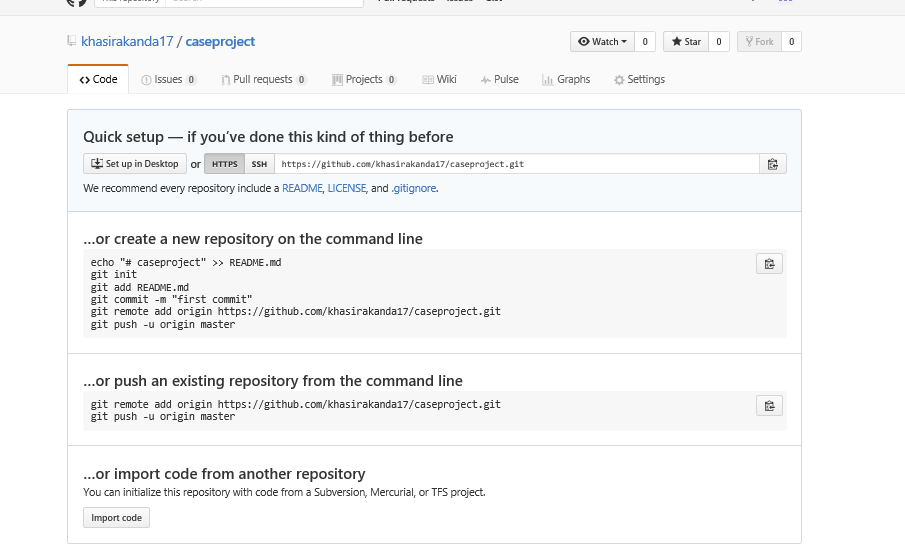 khasirakanda17 / caseproject
Watch 0 Star 0 Fork 0
Code Issues 0 Pull requests 0 Projects 0 Wiki Pulse Graphs Settings
Quick setup — if you've done this kind of thing before
Set up in Desktop or HTTPS SSH https://github.com/khasirakanda17/caseproject.git
We recommend every repository include a README, LICENSE, and .gitignore.
…or create a new repository on the command line
echo "# caseproject" >> README.md
git init
git add README.md
git commit -m "first commit"
git remote add origin https://github.com/khasirakanda17/caseproject.git
git push -u origin master
…or push an existing repository from the command line
git remote add origin https://github.com/khasirakanda17/caseproject.git
git push -u origin master
…or import code from another repository
You can initialize this repository with code from a Subversion, Mercurial, or TFS project.
Import code